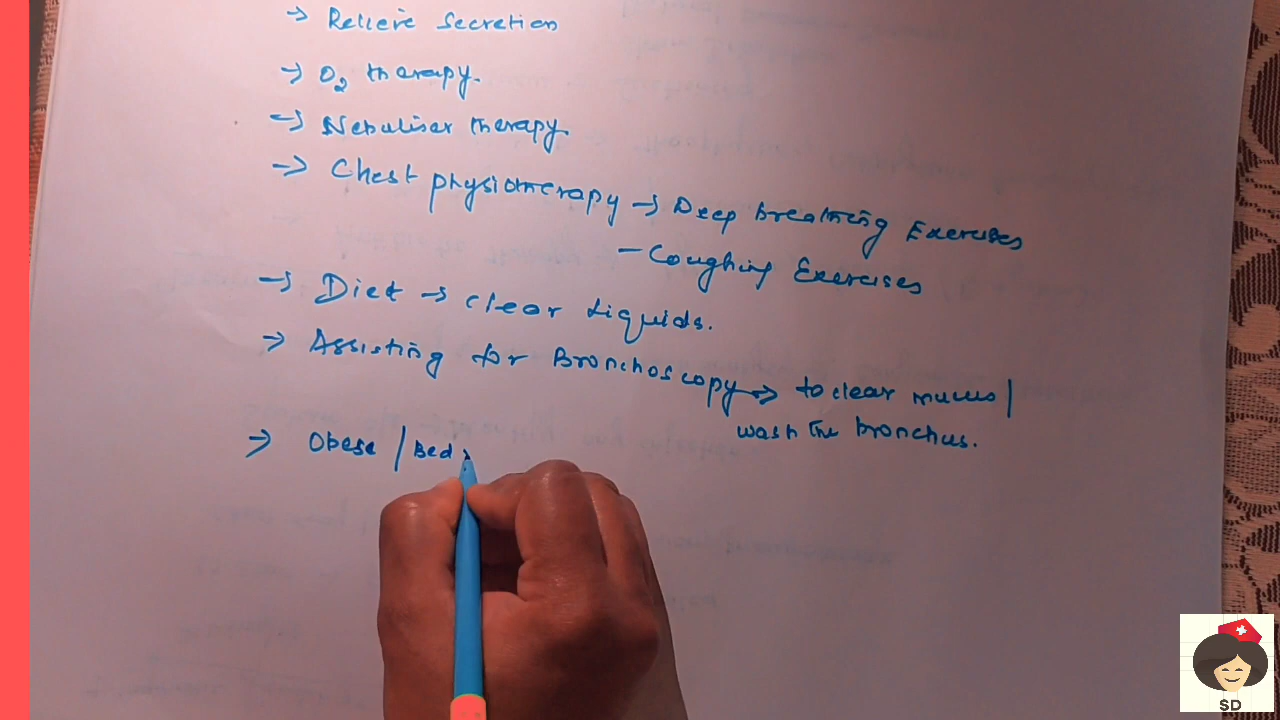 → Relieve Secretion
→ O₂ therapy.
→ Nebuliser therapy.
→ Chest physiotherapy → Deep Breathing Exercises
- Coughing Exercises
→ Diet → clear Liquids.
→ Assisting for Bronchoscopy → to clear mucus |
wash the bronchus.
→ Obese / Bed
SD